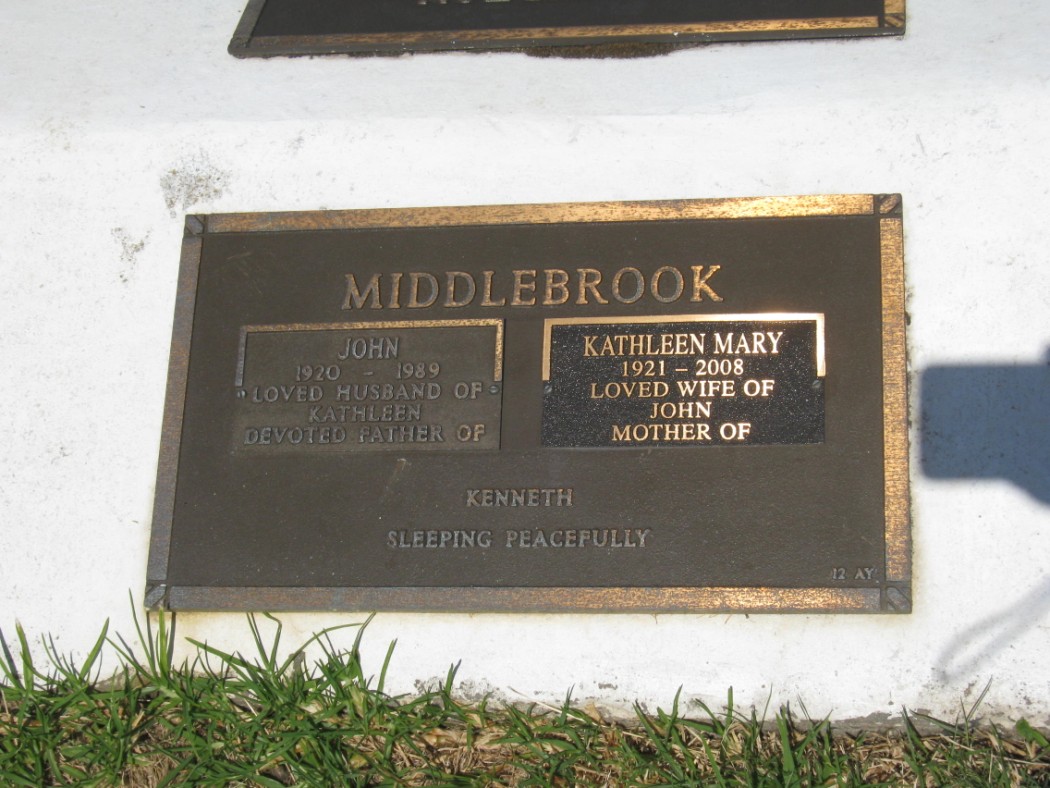 MIDDLEBROOK
JOHN
1920 - 1989
LOVED HUSBAND OF
KATHLEEN
DEVOTED FATHER OF
KATHLEEN MARY
1921 – 2008
LOVED WIFE OF
JOHN
MOTHER OF
KENNETH
SLEEPING PEACEFULLY
12 AY